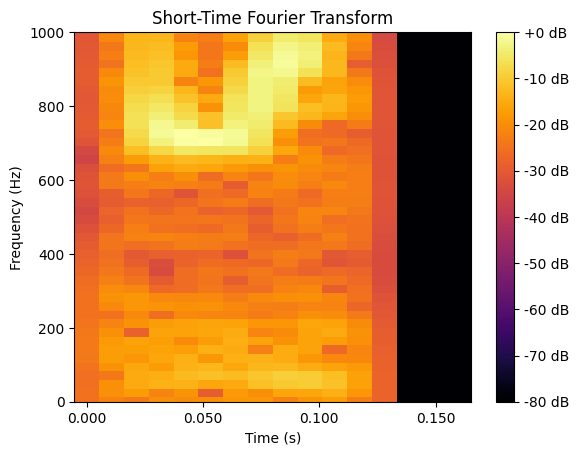 Short-Time Fourier Transform
1000
800
600
400
200
0
Frequency (Hz)
0.000
0.050
0.100
0.150
Time (s)
+0 dB
-10 dB
-20 dB
-30 dB
-40 dB
-50 dB
-60 dB
-70 dB
-80 dB